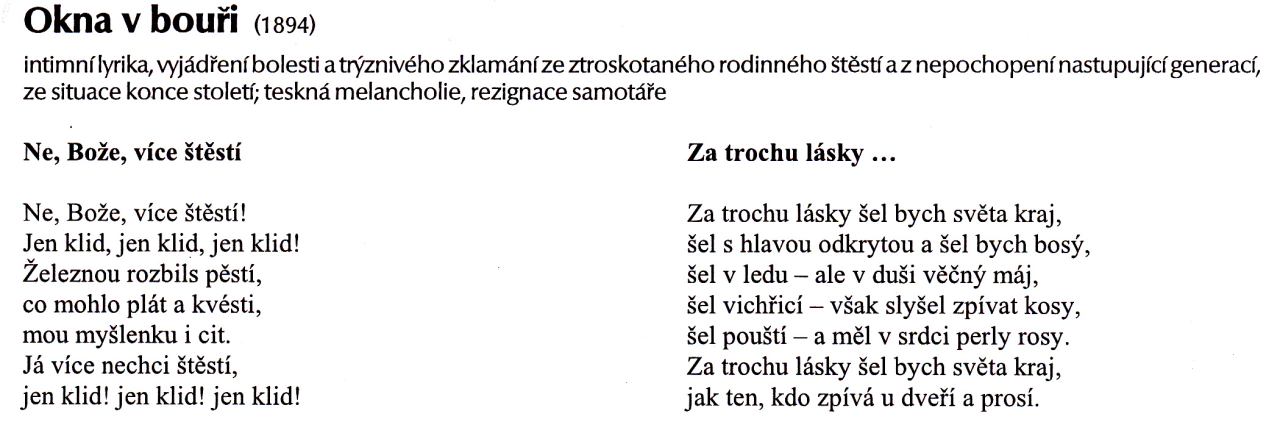 Okna v bouři (1894)
intimní lyrika, vyjádření bolesti a trýznivého zklamání ze ztroskotaného rodinného štěstí a z nepochopení nastupující generací,
ze situace konce století; teskná melancholie, rezignace samotáře
Ne, Bože, více štěstí
Ne, Bože, více štěstí!
Jen klid, jen klid, jen klid!
Železnou rozbils pěstí,
co mohlo plát a kvésti,
mou myšlenku i cit.
Já více nechci štěstí,
jen klid! jen klid! jen klid!
Za trochu lásky ...
Za trochu lásky šel bych světa kraj,
šel s hlavou odkrytou a šel bych bosý,
šel v ledu – ale v duši věčný máj,
šel vichřicí – však slyšel zpívat kosy,
šel pouští – a měl v srdci perly rosy.
Za trochu lásky šel bych světa kraj,
jak ten, kdo zpívá u dveří a prosí.